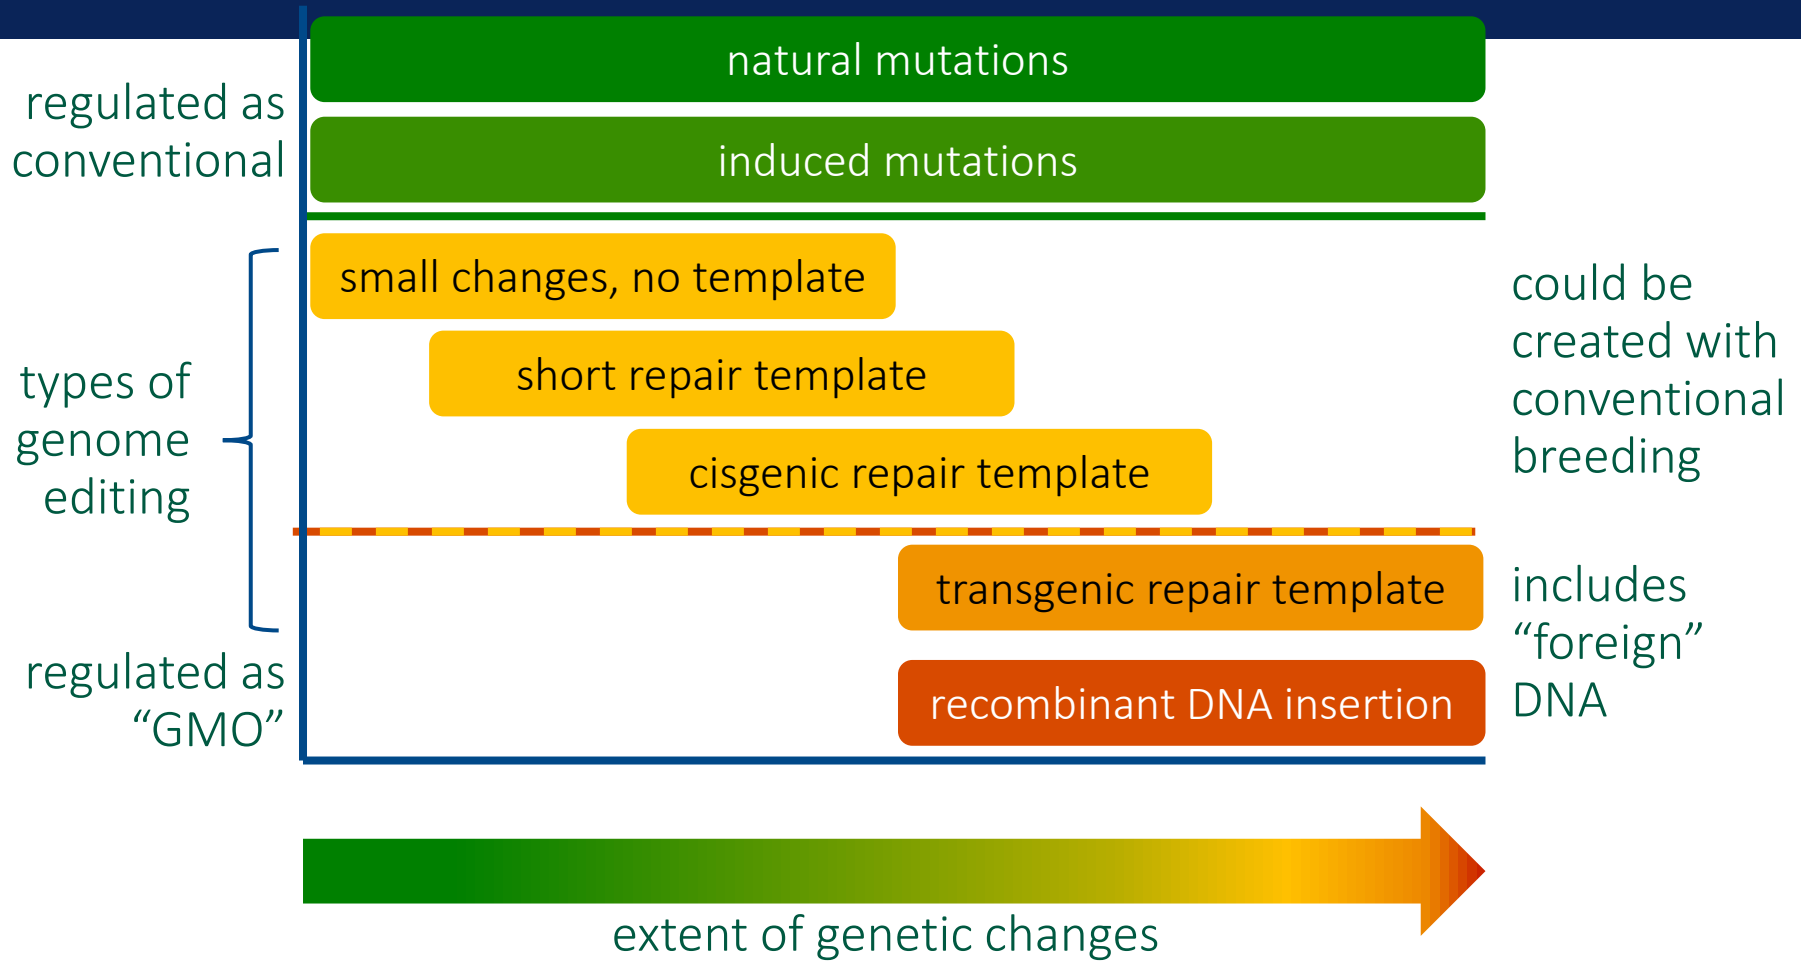 natural mutations
regulated as
conventional
induced mutations
small changes, no template
short repair template
cisgenic repair template
types of
genome
editing
could be
created with
conventional
breeding
transgenic repair template
includes
“foreign”
DNA
regulated as
“GMO”
recombinant DNA insertion
extent of genetic changes